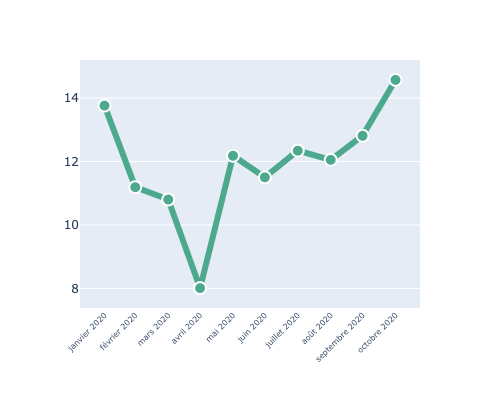 14
12
10
8
janvier 2020
février 2020
mars 2020
avril 2020
mai 2020
juin 2020
juillet 2020
août 2020
septembre 2020
octobre 2020